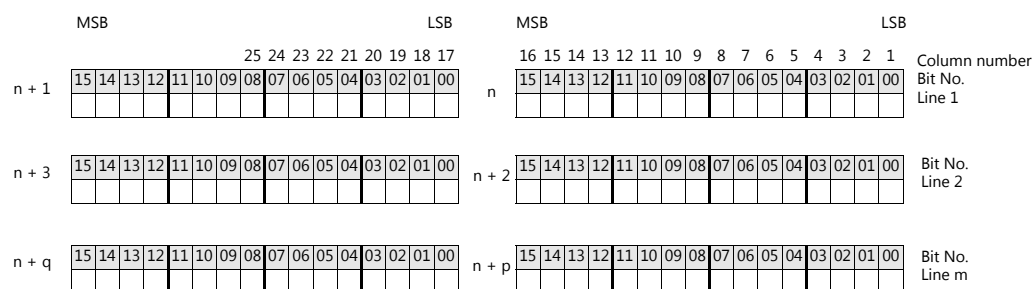 MSB LSB MSB LSB
25 24 23 22 21 20 19 18 17 16 15 14 13 12 11 10 9 8 7 6 5 4 3 2 1 Column number
n + 1 15 14 13 12 11 10 09 08 07 06 05 04 03 02 01 00 n 15 14 13 12 11 10 09 08 07 06 05 04 03 02 01 00 Bit No.
Line 1
n + 3 15 14 13 12 11 10 09 08 07 06 05 04 03 02 01 00 n + 2 15 14 13 12 11 10 09 08 07 06 05 04 03 02 01 00 Bit No.
Line 2
n + q 15 14 13 12 11 10 09 08 07 06 05 04 03 02 01 00 n + p 15 14 13 12 11 10 09 08 07 06 05 04 03 02 01 00 Bit No.
Line m